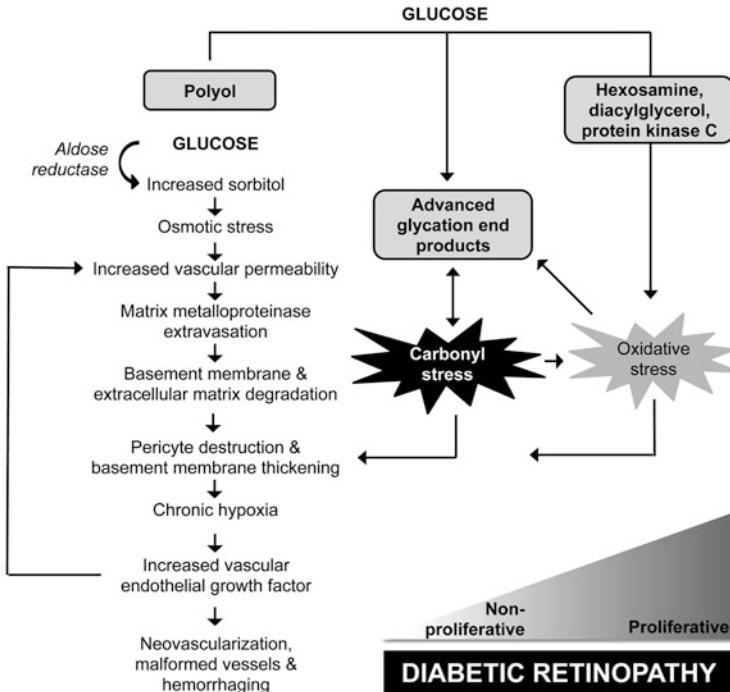 GLUCOSE
Polyol
Hexosamine,
diacylglycerol,
protein kinase C
Aldose
reductase
GLUCOSE
Increased sorbitol
Osmotic stress
Increased vascular permeability
Matrix metalloproteinase
extravasation
Basement membrane &
extracellular matrix degradation
Pericyte destruction &
basement membrane thickening
Chronic hypoxia
Increased vascular
endothelial growth factor
Neovascularization,
malformed vessels &
hemorrhaging
Advanced
glycation end
products
Carbonyl
stress
Oxidative
stress
Non-
proliferative
Proliferative
DIABETIC RETINOPATHY